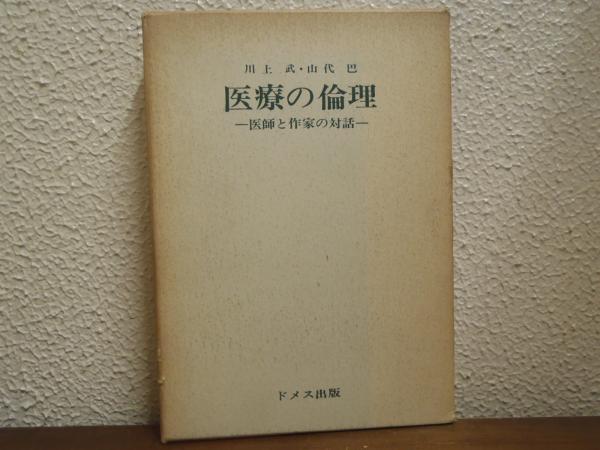 川上 武・山代 巴
医療の倫理
―医師と作家の対話―
ドメス出版